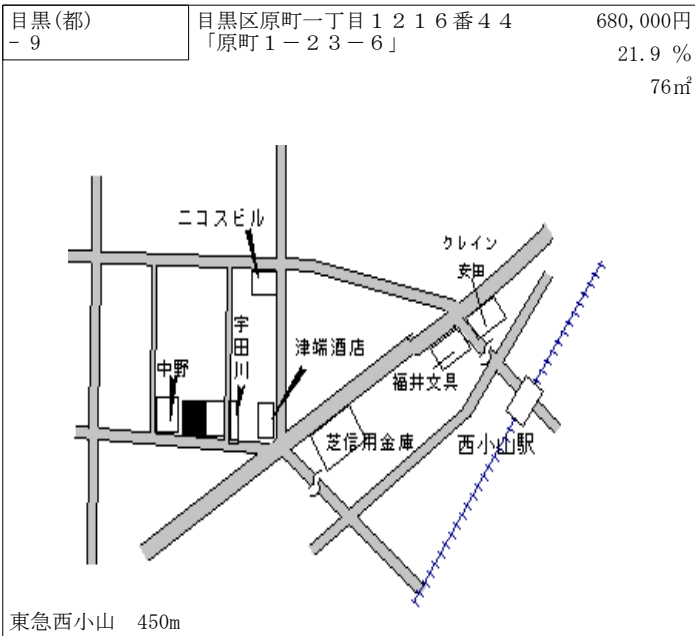 目黒(都)
－9
目黒区原町一丁目１２１６番４４
「原町１－２３－６」
680,000円
21.9 %
76㎡
ニコスビル
クレイン
安田
宇田川
津端酒店
中野
福井文具
芝信用金庫
西小山駅
東急西小山　450m